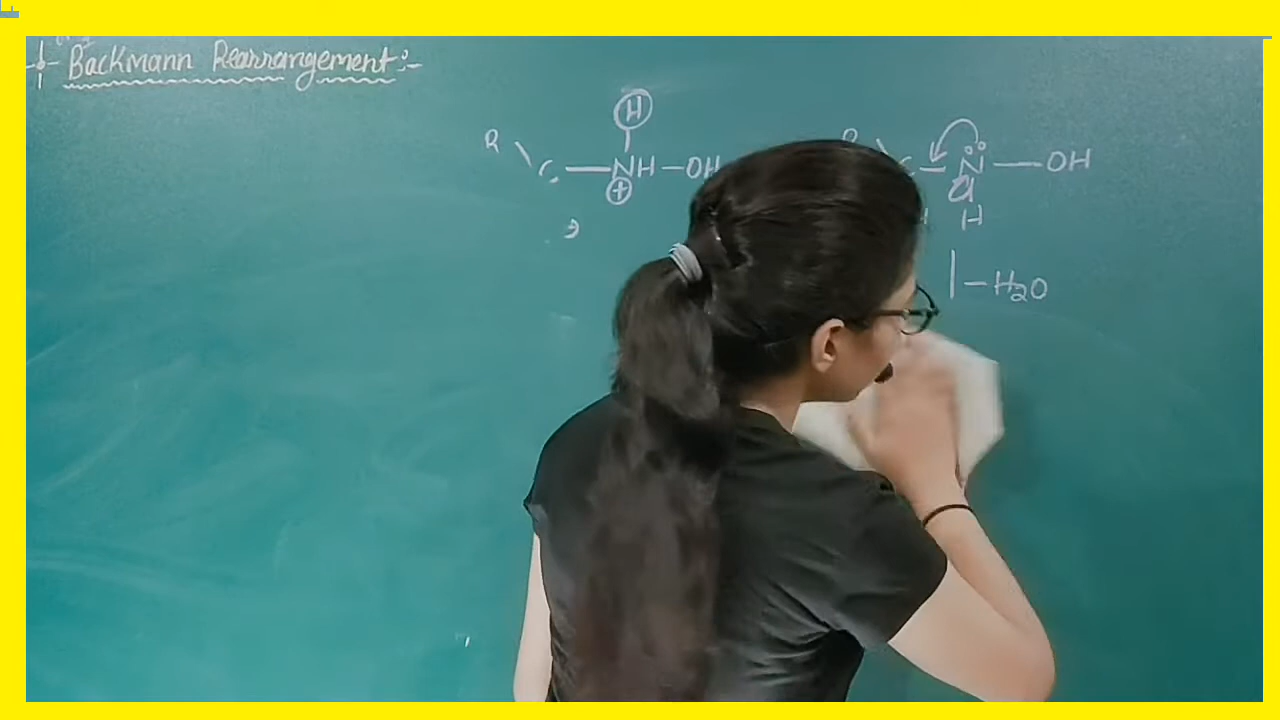 Backmann Rearrangement :-
H
R C — NH — OH R C — N — OH
⊕
H
| — H₂O